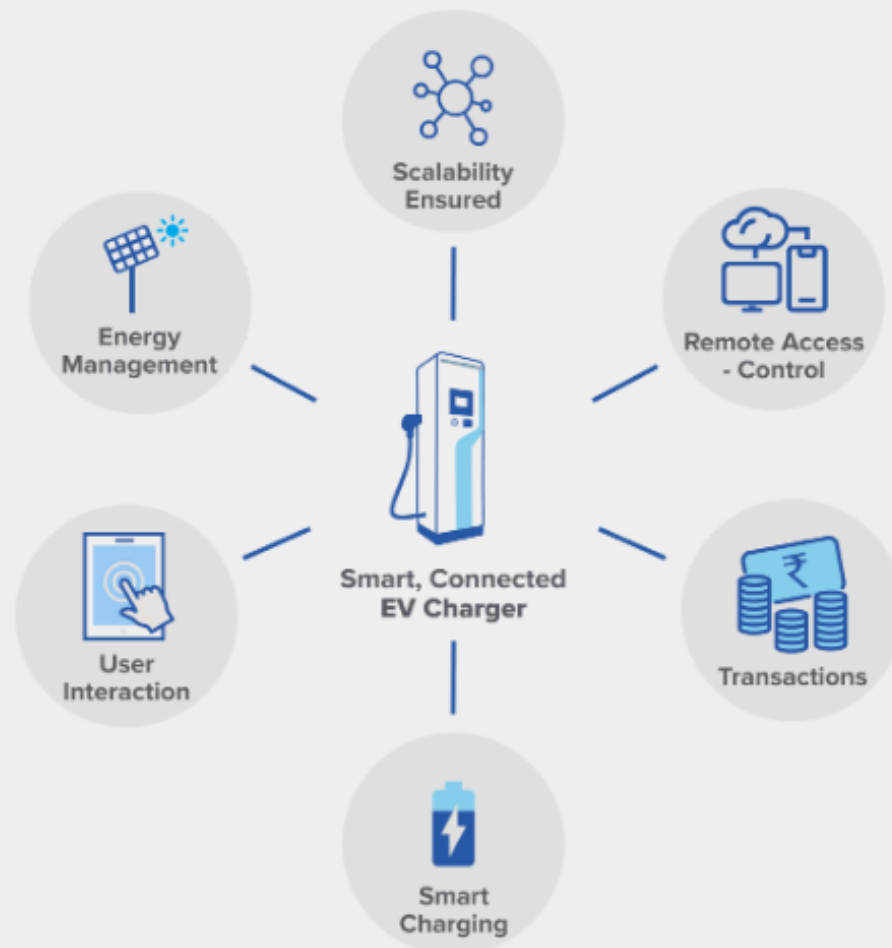 Scalability
Ensured
Energy
Management
Remote Access
- Control
₹
Smart, Connected
EV Charger
User
Interaction
Transactions
Smart
Charging